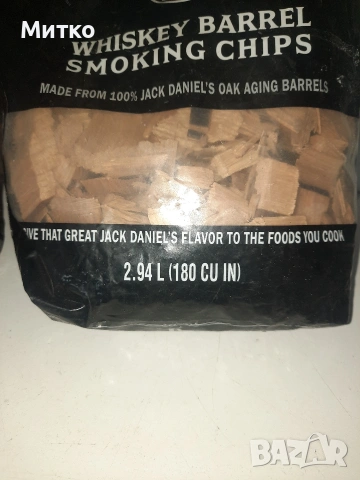 Митко
WHISKEY BARREL
SMOKING CHIPS
MADE FROM 100% JACK DANIEL'S OAK AGING BARRELS
IVE THAT GREAT JACK DANIEL'S FLAVOR TO THE FOODS YOU COOK
2.94 L (180 CU IN)
BAZAR